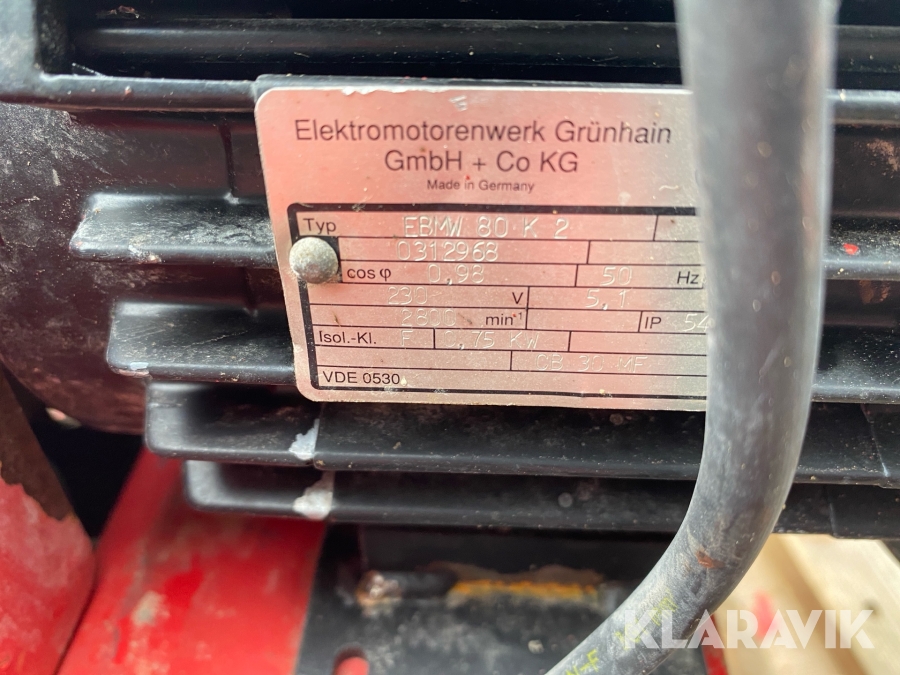 Elektromotorenwerk Grünhain
GmbH + Co KG
Made in Germany
Typ EBMW 80 K 2
0312968
cos φ 0,98 50 Hz
230 V 5,1
2800 min⁻¹ IP 54
Isol.-Kl. F 0,75 KW
CB 30 MF
VDE 0530
KLARAVIK